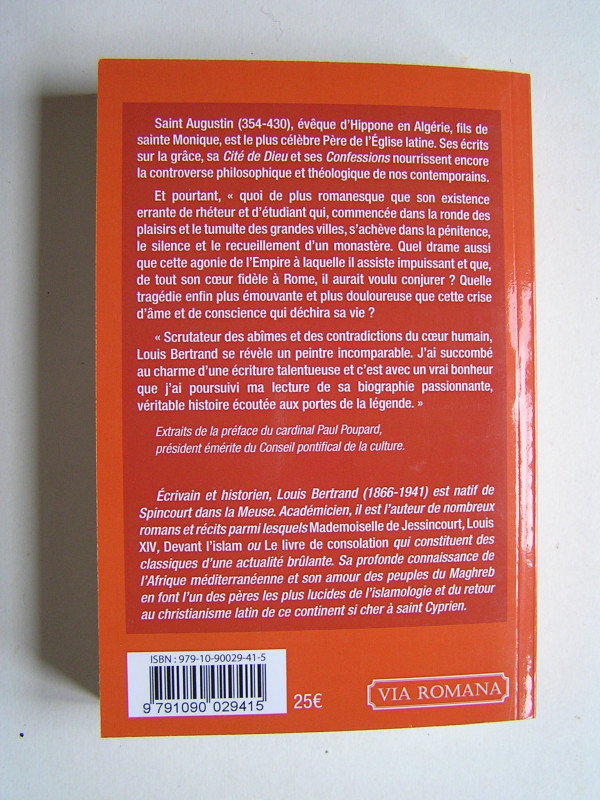 Saint Augustin (354-430), évêque d'Hippone en Algérie, fils de
sainte Monique, est le plus célèbre Père de l'Église latine. Ses écrits
sur la grâce, sa Cité de Dieu et ses Confessions nourrissent encore
la controverse philosophique et théologique de nos contemporains.
Et pourtant, « quoi de plus romanesque que son existence
errante de rhéteur et d'étudiant qui, commencée dans la ronde des
plaisirs et le tumulte des grandes villes, s'achève dans la pénitence,
le silence et le recueillement d'un monastère. Quel drame aussi
que cette agonie de l'Empire à laquelle il assiste impuissant et que,
de tout son cœur fidèle à Rome, il aurait voulu conjurer ? Quelle
tragédie enfin plus émouvante et plus douloureuse que cette crise
d'âme et de conscience qui déchira sa vie ?
« Scrutateur des abîmes et des contradictions du cœur humain,
Louis Bertrand se révèle un peintre incomparable. J'ai succombé
au charme d'une écriture talentueuse et c'est avec un vrai bonheur
que j'ai poursuivi ma lecture de sa biographie passionnante,
véritable histoire écoutée aux portes de la légende. »
Extraits de la préface du cardinal Paul Poupard,
président émérite du Conseil pontifical de la culture.
Écrivain et historien, Louis Bertrand (1866-1941) est natif de
Spincourt dans la Meuse. Académicien, il est l'auteur de nombreux
romans et récits parmi lesquels Mademoiselle de Jessincourt, Louis
XIV, Devant l'islam ou Le livre de consolation qui constituent des
classiques d'une actualité brûlante. Sa profonde connaissance de
l'Afrique méditerranéenne et son amour des peuples du Maghreb
en font l'un des pères les plus lucides de l'islamologie et du retour
au christianisme latin de ce continent si cher à saint Cyprien.
ISBN : 979-10-90029-41-5
9 791090 029415
25€
VIA ROMANA